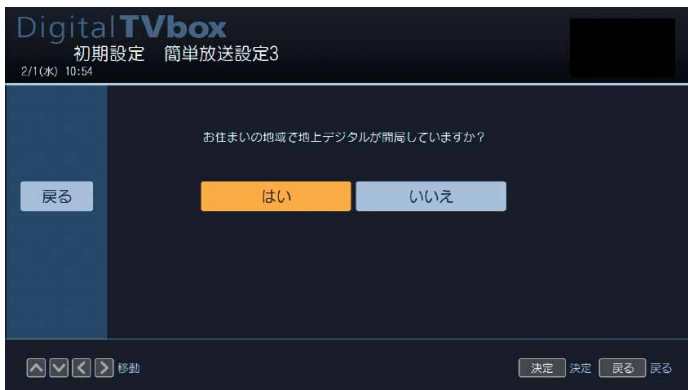 Digital TVbox
初期設定 簡単放送設定3
2/1(水) 10:54
お住まいの地域で地上デジタルが開局していますか？
戻る
はい
いいえ
移動
決定 決定 戻る 戻る